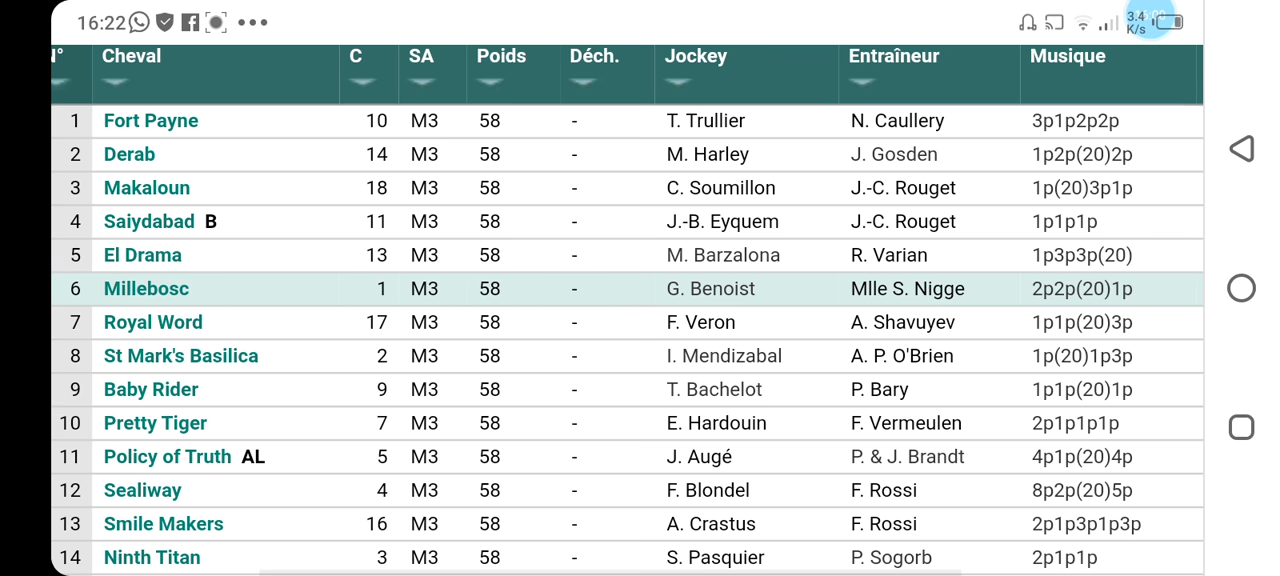 16:22 3.4 K/s
N° Cheval C SA Poids Déch. Jockey Entraîneur Musique
1 Fort Payne 10 M3 58 - T. Trullier N. Caullery 3p1p2p2p
2 Derab 14 M3 58 - M. Harley J. Gosden 1p2p(20)2p
3 Makaloun 18 M3 58 - C. Soumillon J.-C. Rouget 1p(20)3p1p
4 Saiydabad B 11 M3 58 - J.-B. Eyquem J.-C. Rouget 1p1p1p
5 El Drama 13 M3 58 - M. Barzalona R. Varian 1p3p3p(20)
6 Millebosc 1 M3 58 - G. Benoist Mlle S. Nigge 2p2p(20)1p
7 Royal Word 17 M3 58 - F. Veron A. Shavuyev 1p1p(20)3p
8 St Mark's Basilica 2 M3 58 - I. Mendizabal A. P. O'Brien 1p(20)1p3p
9 Baby Rider 9 M3 58 - T. Bachelot P. Bary 1p1p(20)1p
10 Pretty Tiger 7 M3 58 - E. Hardouin F. Vermeulen 2p1p1p1p
11 Policy of Truth AL 5 M3 58 - J. Augé P. & J. Brandt 4p1p(20)4p
12 Sealiway 4 M3 58 - F. Blondel F. Rossi 8p2p(20)5p
13 Smile Makers 16 M3 58 - A. Crastus F. Rossi 2p1p3p1p3p
14 Ninth Titan 3 M3 58 - S. Pasquier P. Sogorb 2p1p1p